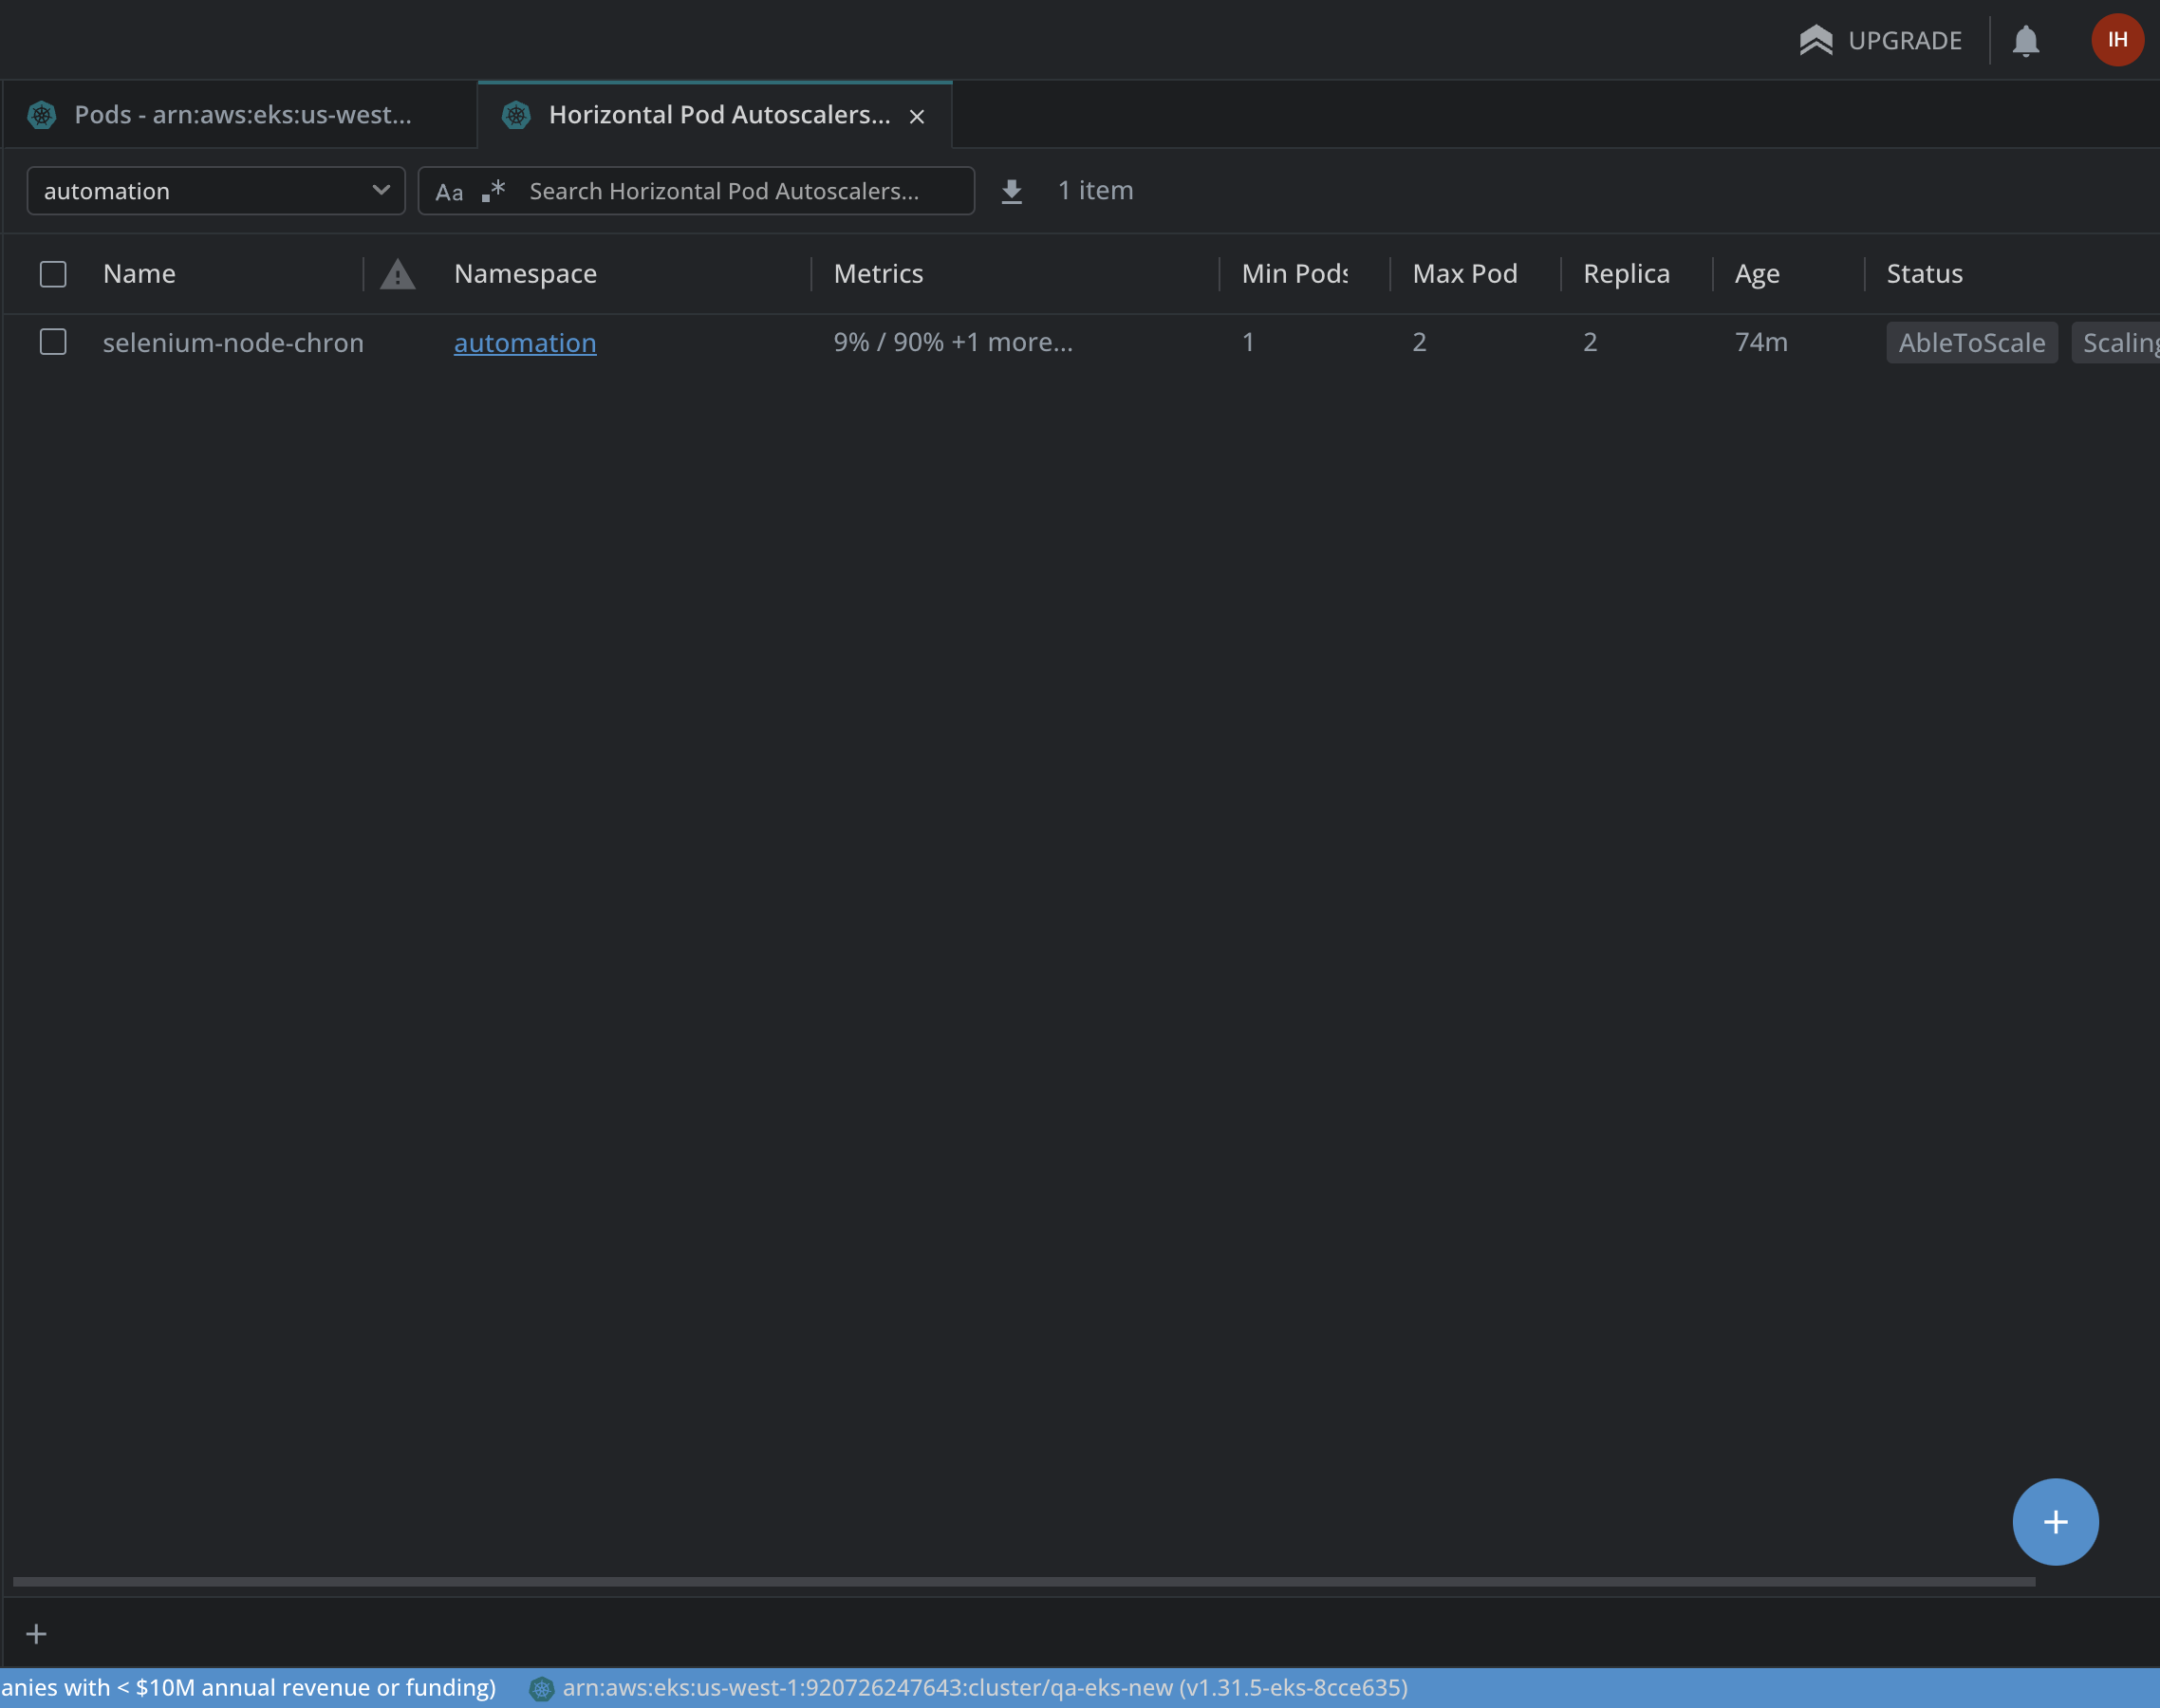 UPGRADE
IH
Pods - arn:aws:eks:us-west...
Horizontal Pod Autoscalers...
automation
Aa .* Search Horizontal Pod Autoscalers...
1 item
Name Namespace Metrics Min Pods Max Pod Replica Age Status
selenium-node-chron automation 9% / 90% +1 more... 1 2 2 74m AbleToScale Scaling
anies with < $10M annual revenue or funding) arn:aws:eks:us-west-1:920726247643:cluster/qa-eks-new (v1.31.5-eks-8cce635)